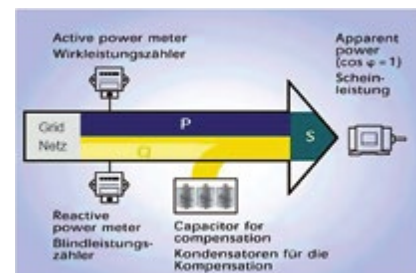 Active power meter
Wirkleistungszähler
Apparent
power
(cos φ = 1)
Schein-
leistung
Grid
Netz
P
Q
S
Reactive
power meter
Blindleistungs-
zähler
Capacitor for
compensation
Kondensatoren für die
Kompensation